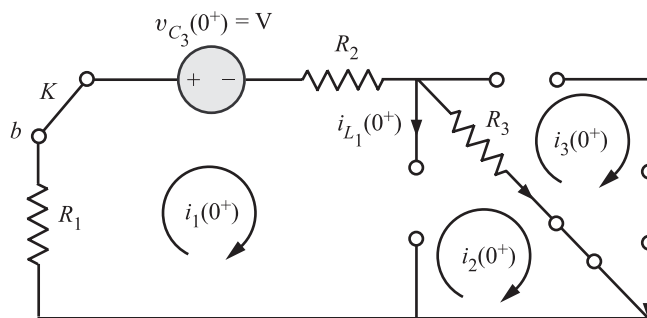 v_{C_3}(0^+) = V
+ −
R_2
K
b
i_{L_1}(0^+)
R_3
i_3(0^+)
R_1
i_1(0^+)
i_2(0^+)